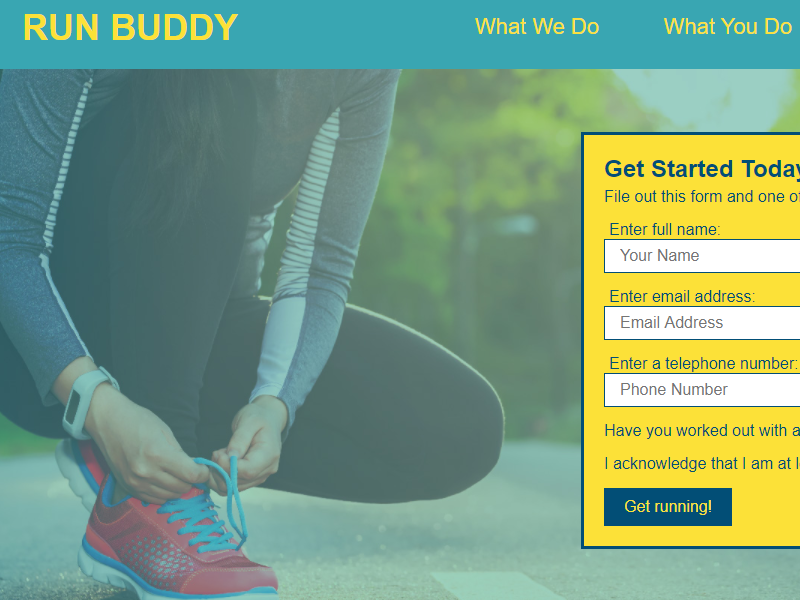 RUN BUDDY
What We Do
What You Do
Get Started Today
File out this form and one of
Enter full name:
Your Name
Enter email address:
Email Address
Enter a telephone number:
Phone Number
Have you worked out with a
I acknowledge that I am at
Get running!